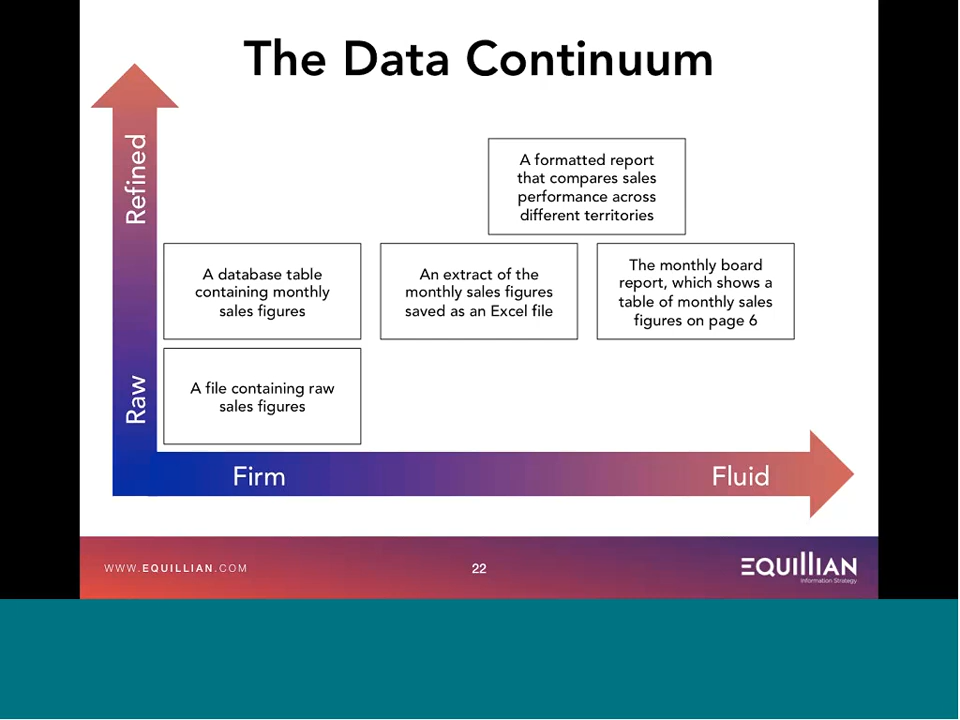 The Data Continuum
Refined
A formatted report
that compares sales
performance across
different territories
A database table
containing monthly
sales figures
An extract of the
monthly sales figures
saved as an Excel file
The monthly board
report, which shows a
table of monthly sales
figures on page 6
Raw
A file containing raw
sales figures
Firm
Fluid
WWW.EQUILLIAN.COM
22
EQUILLIAN
Information Strategy